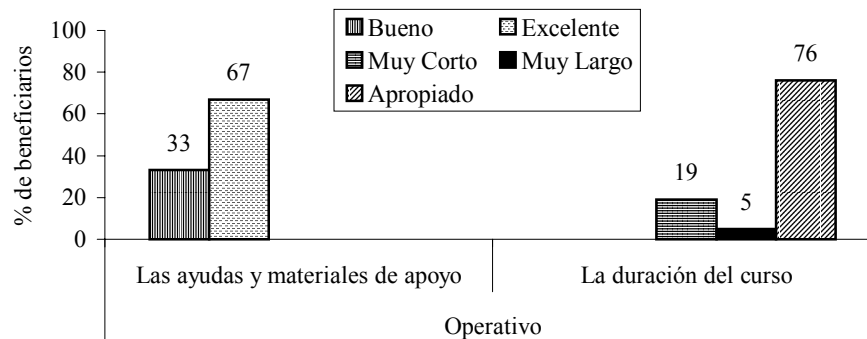 % de beneficiarios
100
80
60
40
20
0
Bueno Excelente
Muy Corto Muy Largo
Apropiado
33
67
19
5
76
Las ayudas y materiales de apoyo La duración del curso
Operativo